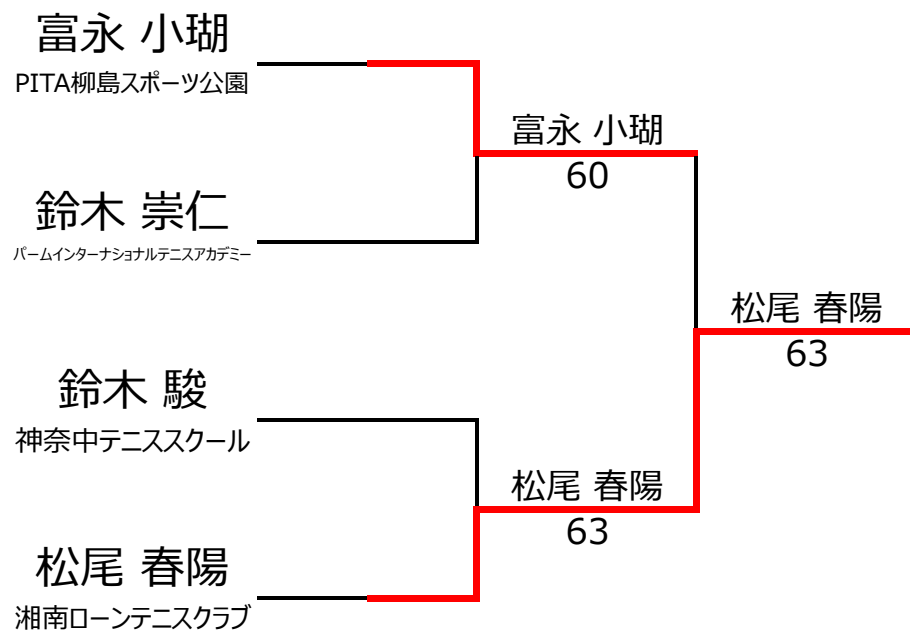 富永 小瑚
PITA柳島スポーツ公園
富永 小瑚
60
鈴木 崇仁
パームインターナショナルテニスアカデミー
松尾 春陽
63
鈴木 駿
神奈中テニススクール
松尾 春陽
63
松尾 春陽
湘南ローンテニスクラブ